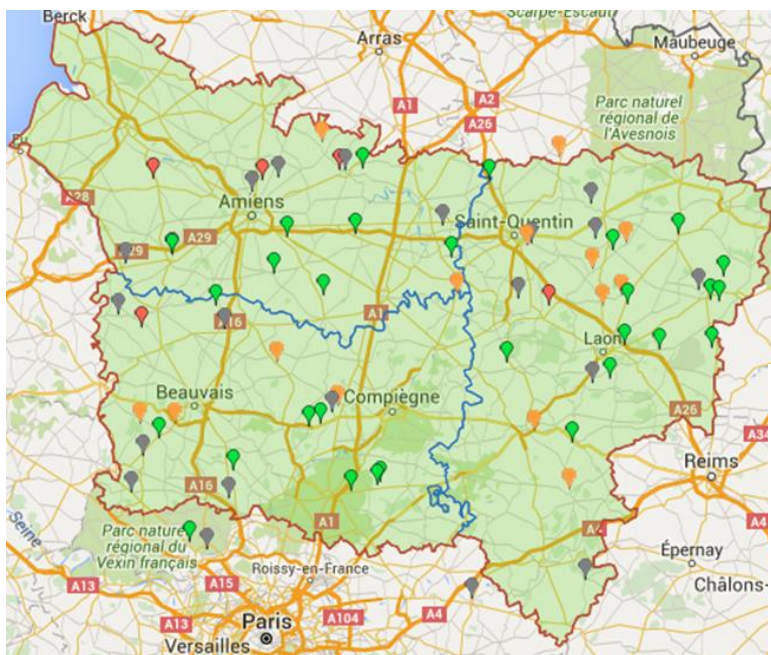 Berck
Scarpe-Escaut
Arras
Maubeuge
A1
A2
A26
Parc naturel
régional de
l'Avesnois
A28
Amiens
Saint-Quentin
A29
A29
A1
A16
Laon
Beauvais
Compiègne
A26
A34
A16
Reims
Seine
A1
A4
A4
Parc naturel
régional du
Vexin français
Épernay
A13
A15
Roissy-en-France
Châlons-
A13
Paris
A104
A4
Versailles